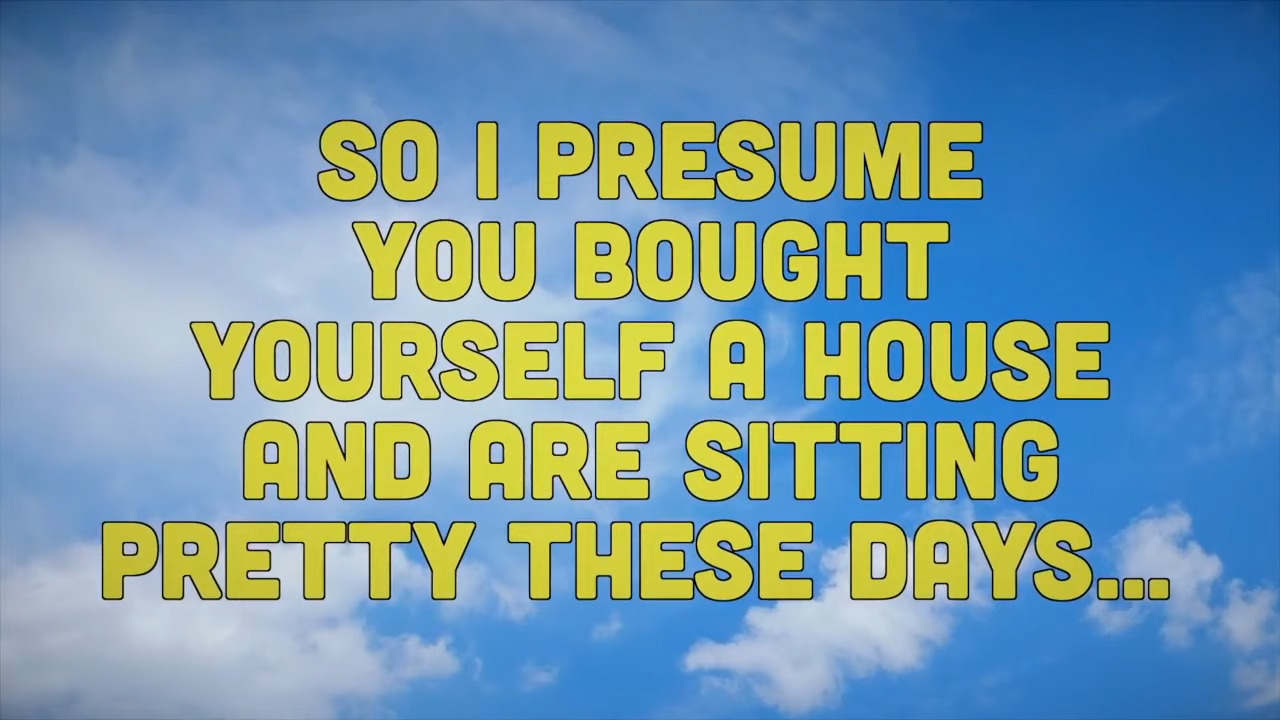 SO I PRESUME
YOU BOUGHT
YOURSELF A HOUSE
AND ARE SITTING
PRETTY THESE DAYS...